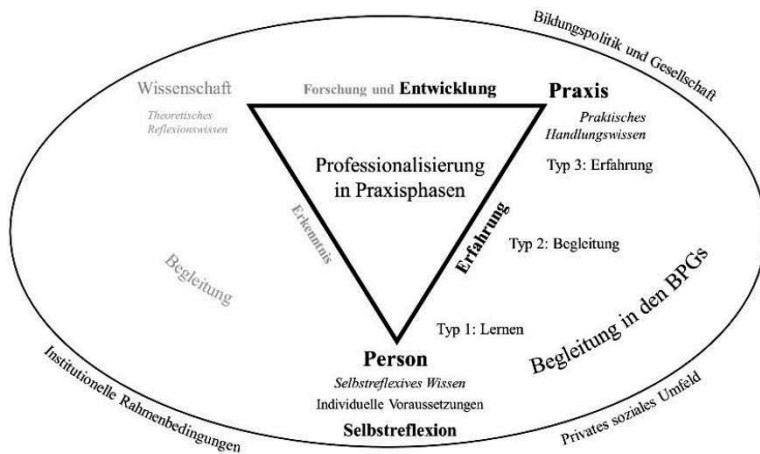 Bildungspolitik und Gesellschaft
Wissenschaft
Forschung und Entwicklung
Praxis
Theoretisches
Reflexionswissen
Praktisches
Handlungswissen
Professionalisierung
in Praxisphasen
Typ 3: Erfahrung
Erkenntnis
Erfahrung
Typ 2: Begleitung
Begleitung
Begleitung in den BPGs
Typ 1: Lernen
Person
Selbstreflexives Wissen
Individuelle Voraussetzungen
Selbstreflexion
Institutionelle Rahmenbedingungen
Privates soziales Umfeld